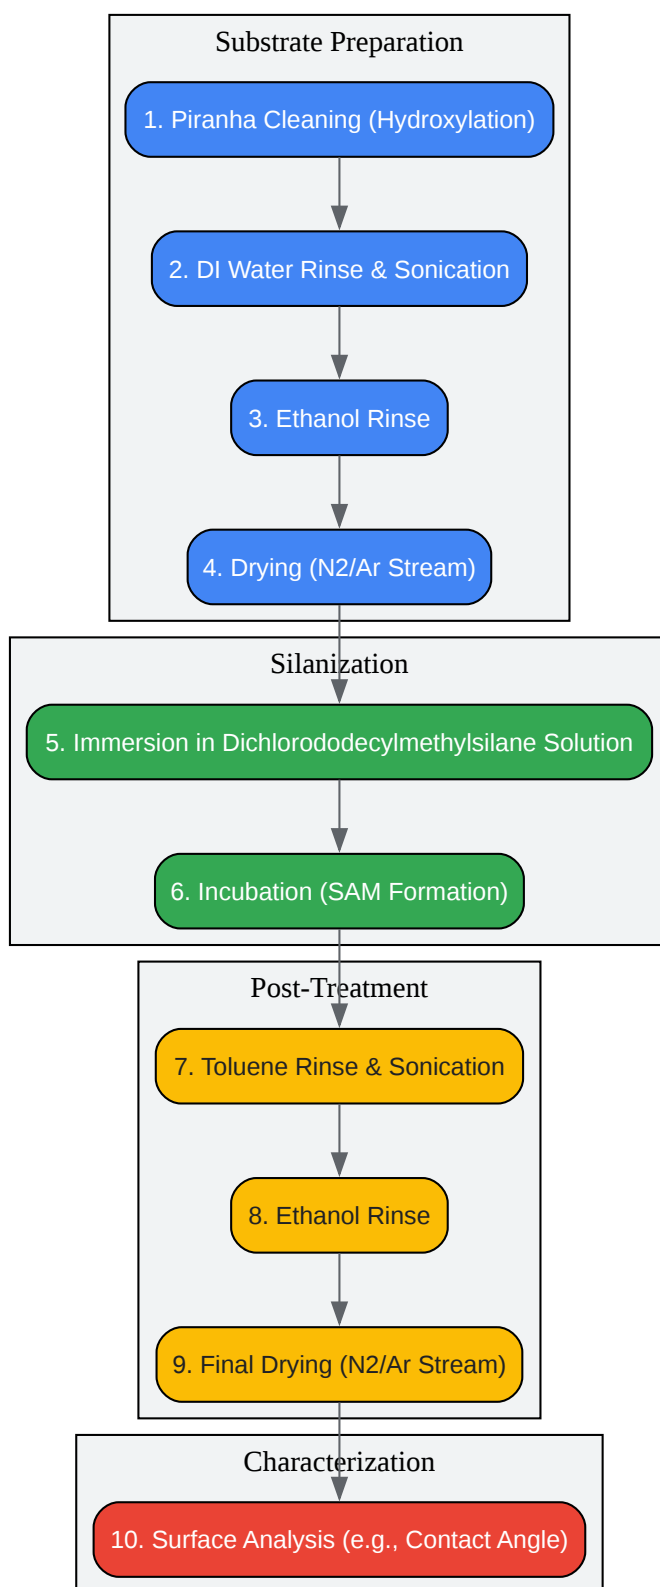 Substrate Preparation
1. Piranha Cleaning (Hydroxylation)
2. DI Water Rinse & Sonication
3. Ethanol Rinse
4. Drying (N2/Ar Stream)
Silanization
5. Immersion in Dichlorododecylmethylsilane Solution
6. Incubation (SAM Formation)
Post-Treatment
7. Toluene Rinse & Sonication
8. Ethanol Rinse
9. Final Drying (N2/Ar Stream)
Characterization
10. Surface Analysis (e.g., Contact Angle)